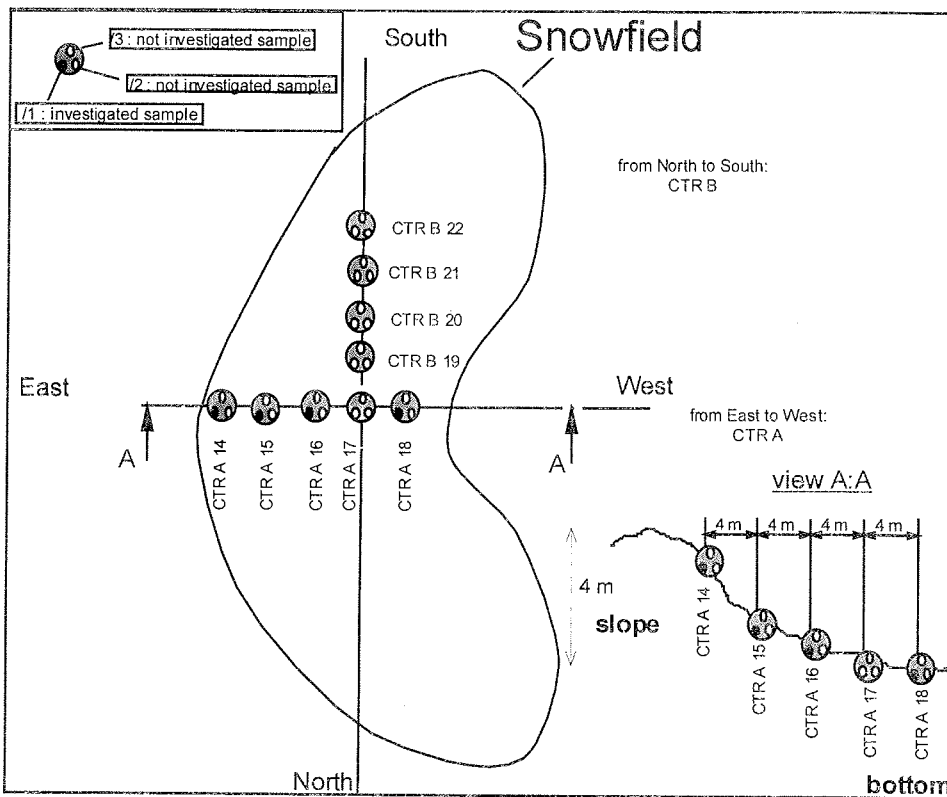 /3 : not investigated sample
/2 : not investigated sample
/1 : investigated sample
South
Snowfield
from North to South:
CTR B
CTR B 22
CTR B 21
CTR B 20
CTR B 19
East
West
from East to West:
CTR A
A
A
CTR A 14
CTR A 15
CTR A 16
CTR A 17
CTR A 18
view A:A
4 m
4 m
4 m
4 m
4 m
slope
CTR A 14
CTR A 15
CTR A 16
CTR A 17
CTR A 18
North
bottom